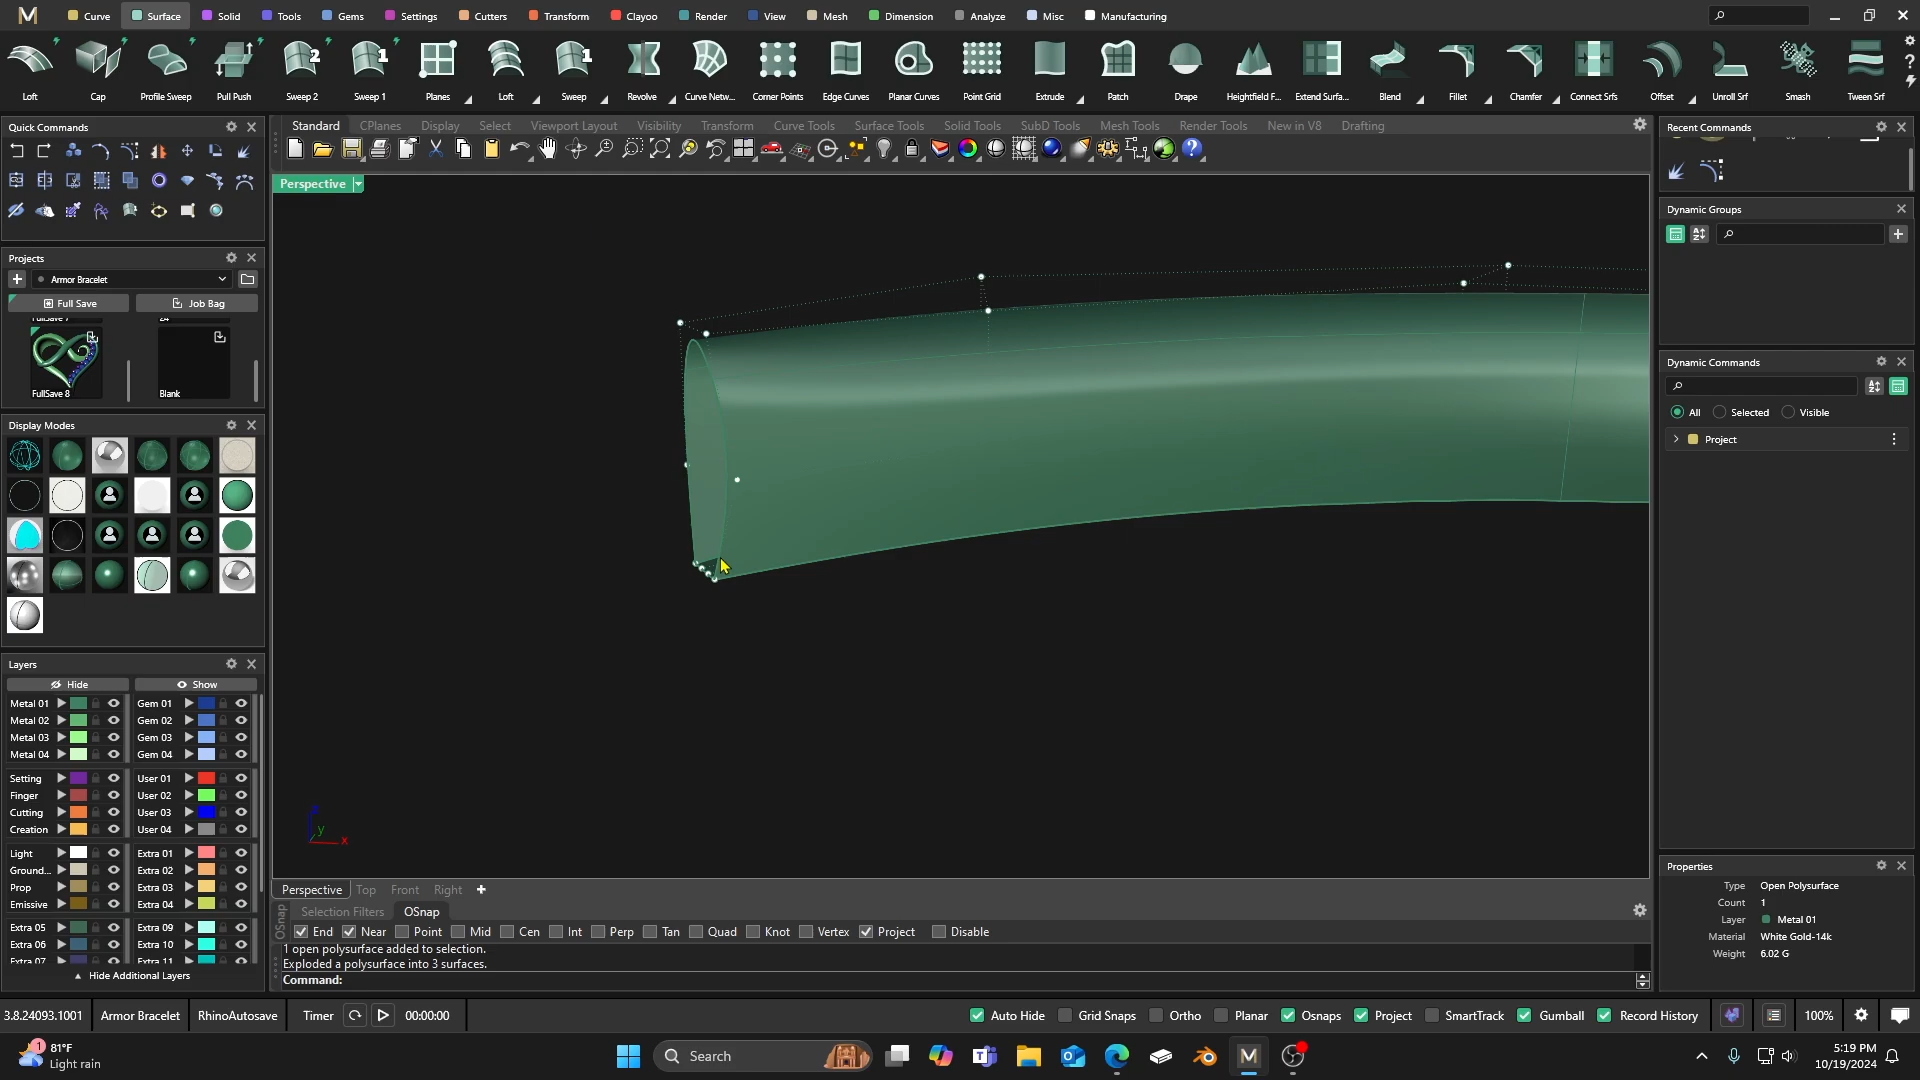 Curve
Surface
Solid
Tools
Gems
Settings
Cutters
Transform
Clayoo
Render
View
Mesh
Dimension
Analyze
Misc
Manufacturing
Loft
Cap
Profile Sweep
Pull Push
Sweep 2
Sweep 1
Planes
Loft
Sweep
Revolve
Curve Netw...
Corner Points
Edge Curves
Planar Curves
Point Grid
Extrude
Patch
Drape
Heightfield F...
Extend Surfa...
Blend
Fillet
Chamfer
Connect Srfs
Offset
Unroll Srf
Smash
Tween Srf
Quick Commands
Standard
CPlanes
Display
Select
Viewport Layout
Visibility
Transform
Curve Tools
Surface Tools
Solid Tools
SubD Tools
Mesh Tools
Render Tools
New in V8
Drafting
Recent Commands
Perspective
Dynamic Groups
Projects
Armor Bracelet
Full Save
Job Bag
FullSave 7
24
FullSave 8
Blank
Dynamic Commands
All
Selected
Visible
Project
Display Modes
Layers
Hide
Show
Metal 01
Gem 01
Metal 02
Gem 02
Metal 03
Gem 03
Metal 04
Gem 04
Setting
User 01
Finger
User 02
Cutting
User 03
Creation
User 04
Light
Extra 01
Ground...
Extra 02
Prop
Extra 03
Emissive
Extra 04
Extra 05
Extra 09
Extra 06
Extra 10
Extra 07
Extra 11
Hide Additional Layers
y
x
Perspective
Top
Front
Right
OSnap
Selection Filters
OSnap
End
Near
Point
Mid
Cen
Int
Perp
Tan
Quad
Knot
Vertex
Project
Disable
1 open polysurface added to selection.
Exploded a polysurface into 3 surfaces.
Command:
Properties
Type Open Polysurface
Count 1
Layer Metal 01
Material White Gold-14k
Weight 6.02 G
3.8.24093.1001
Armor Bracelet
RhinoAutosave
Timer
00:00:00
Auto Hide
Grid Snaps
Ortho
Planar
Osnaps
Project
SmartTrack
Gumball
Record History
100%
1
81°F
Light rain
Search
5:19 PM
10/19/2024